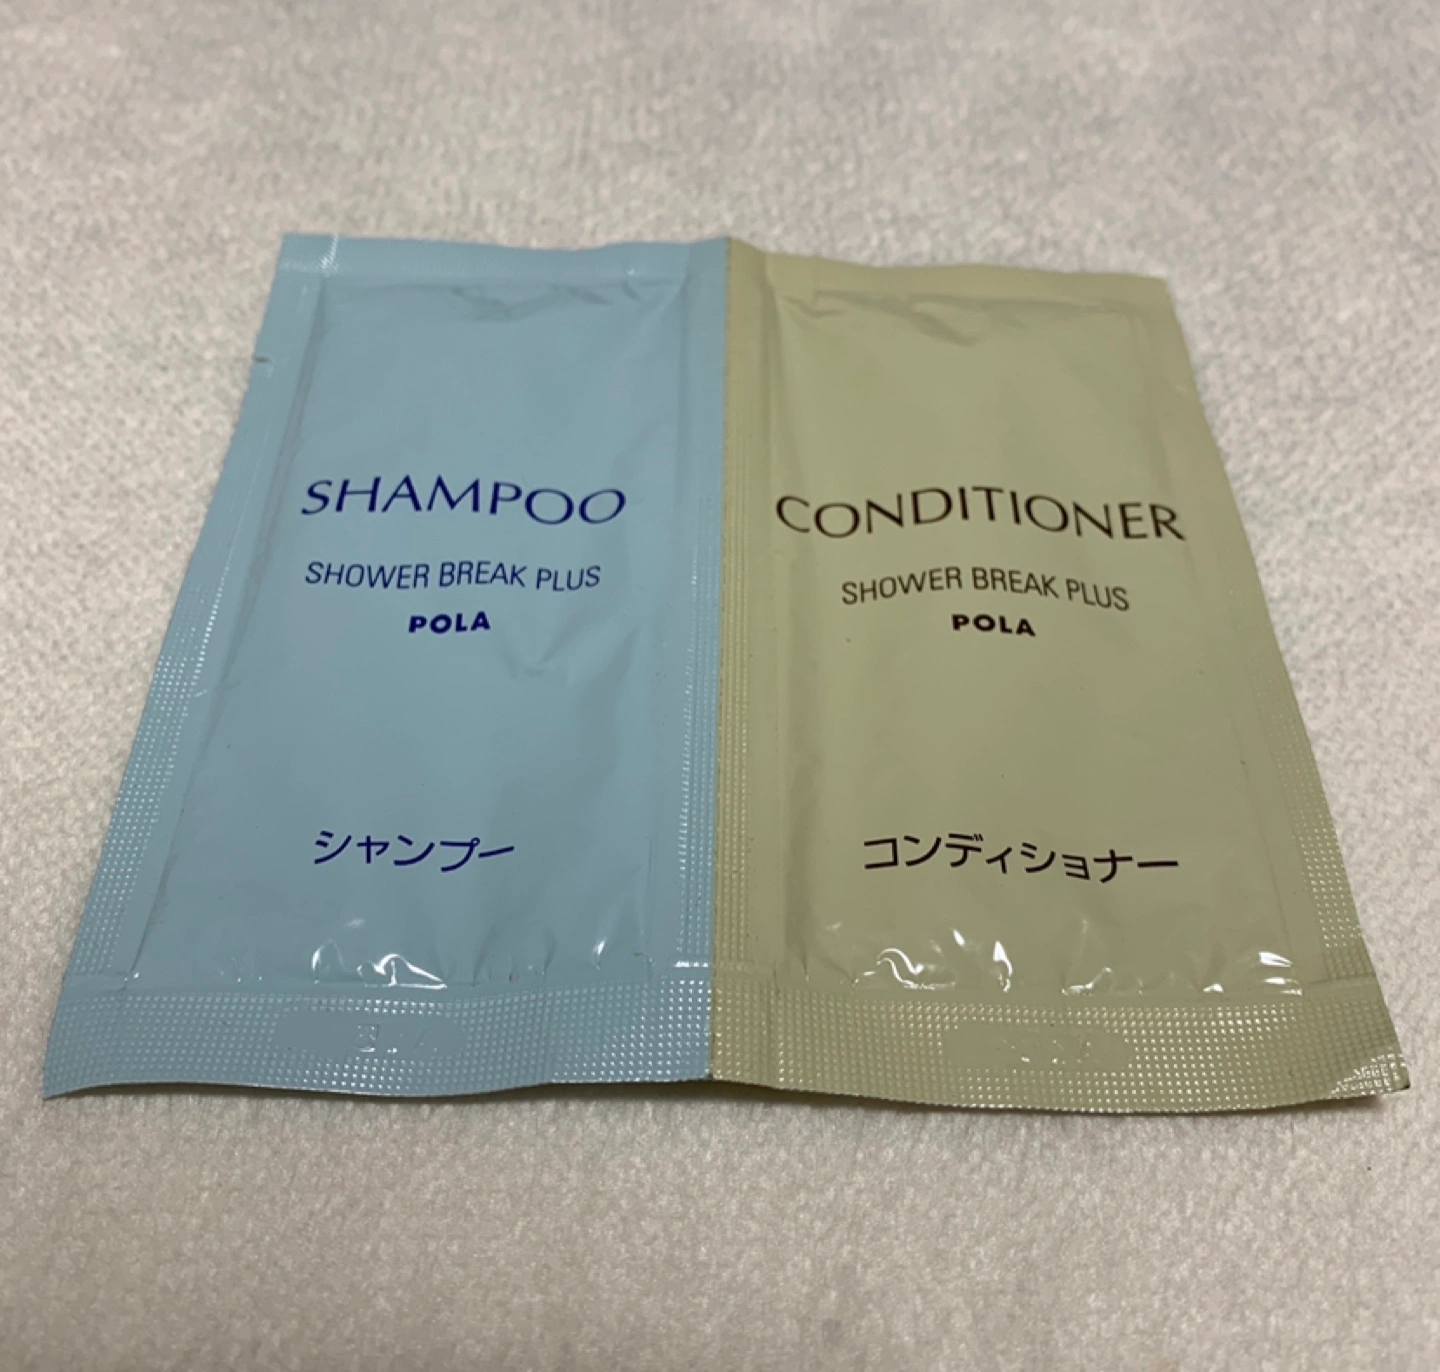 SHAMPOO
SHOWER BREAK PLUS
POLA
シャンプー
CONDITIONER
SHOWER BREAK PLUS
POLA
コンディショナー